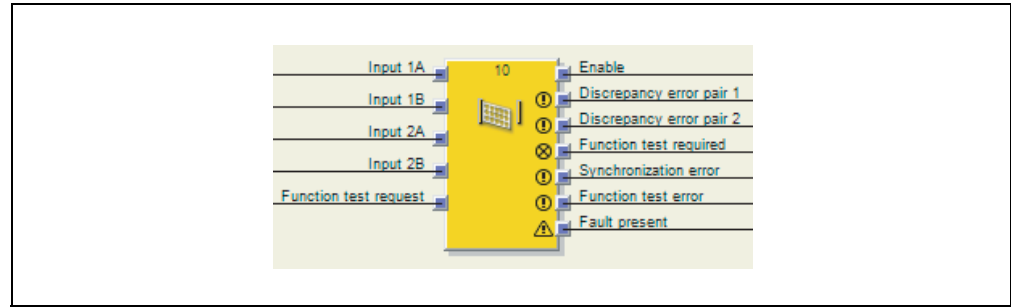 Input 1A
Input 1B
Input 2A
Input 2B
Function test request
10
Enable
Discrepancy error pair 1
Discrepancy error pair 2
Function test required
Synchronization error
Function test error
Fault present